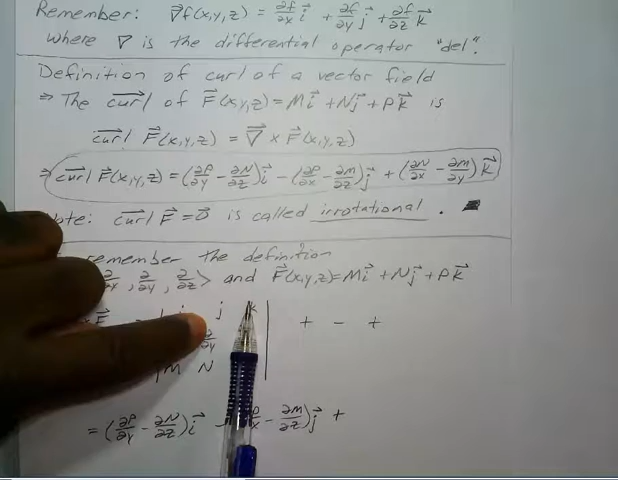 Remember: ∇⃗f(x,y,z) = ∂f/∂x i⃗ + ∂f/∂y j⃗ + ∂f/∂z k⃗
where ∇ is the differential operator "del".
Definition of curl of a vector field
⇒ The curl⃗ of F⃗(x,y,z) = Mi⃗ + Nj⃗ + Pk⃗ is
curl⃗ F⃗(x,y,z) = ∇⃗ × F⃗(x,y,z)
⇒ curl⃗ F⃗(x,y,z) = (∂P/∂y - ∂N/∂z)i⃗ - (∂P/∂x - ∂M/∂z)j⃗ + (∂N/∂x - ∂M/∂y)k⃗
: curl⃗ F⃗ = 0⃗ is called irrotational.
remember the definition
∂/∂y, ∂/∂z> and F⃗(x,y,z) = Mi⃗ + Nj⃗ + Pk⃗
j + - +
M N
= (∂P/∂y - ∂N/∂z)i⃗ - ∂M/∂z)j⃗ +